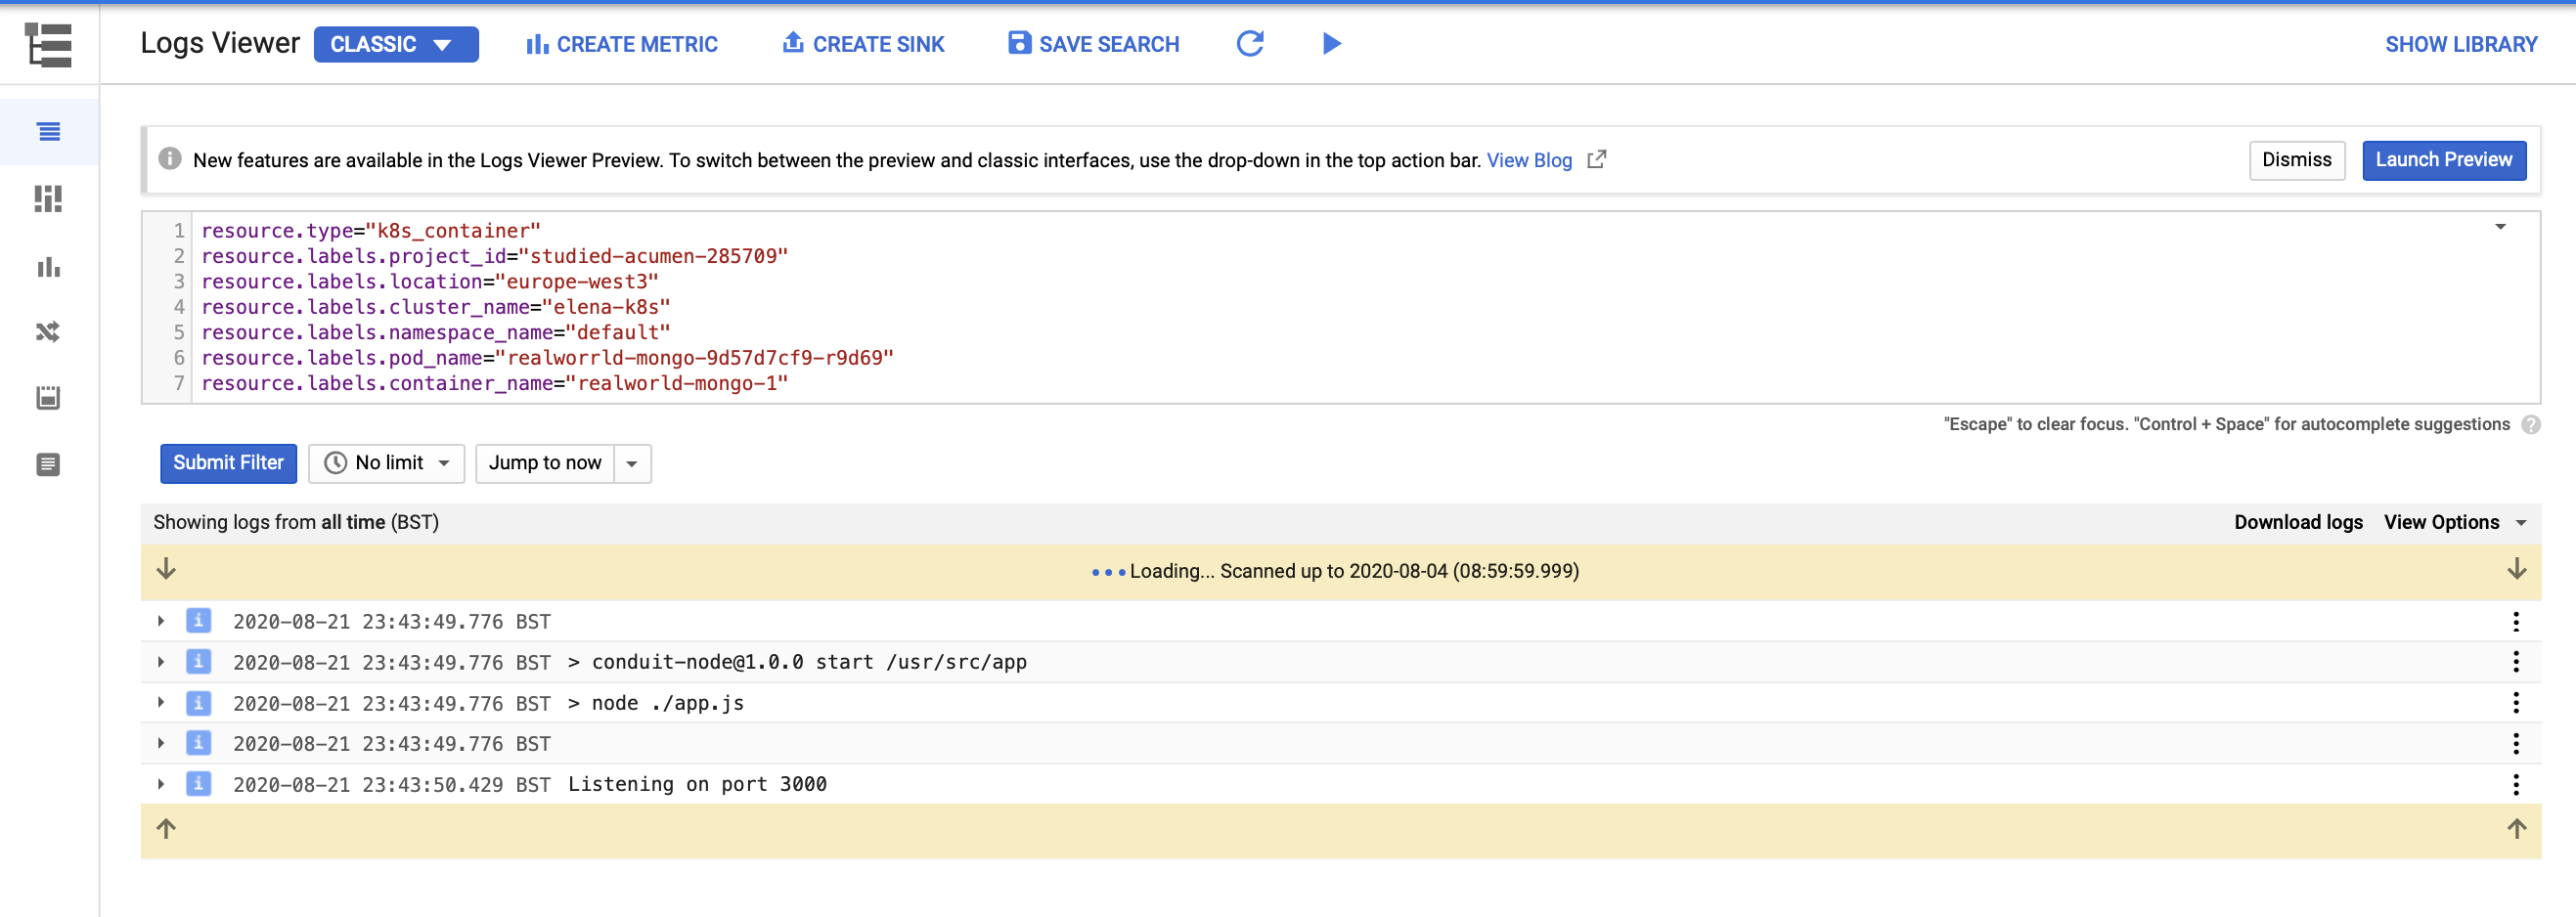 Logs Viewer CLASSIC CREATE METRIC CREATE SINK SAVE SEARCH SHOW LIBRARY
New features are available in the Logs Viewer Preview. To switch between the preview and classic interfaces, use the drop-down in the top action bar. View Blog Dismiss Launch Preview
1 resource.type="k8s_container"
2 resource.labels.project_id="studied-acumen-285709"
3 resource.labels.location="europe-west3"
4 resource.labels.cluster_name="elena-k8s"
5 resource.labels.namespace_name="default"
6 resource.labels.pod_name="realworrld-mongo-9d57d7cf9-r9d69"
7 resource.labels.container_name="realworld-mongo-1"
"Escape" to clear focus. "Control + Space" for autocomplete suggestions ?
Submit Filter No limit Jump to now
Showing logs from all time (BST) Download logs View Options
Loading... Scanned up to 2020-08-04 (08:59:59.999)
i 2020-08-21 23:43:49.776 BST
i 2020-08-21 23:43:49.776 BST > conduit-node@1.0.0 start /usr/src/app
i 2020-08-21 23:43:49.776 BST > node ./app.js
i 2020-08-21 23:43:49.776 BST
i 2020-08-21 23:43:50.429 BST Listening on port 3000